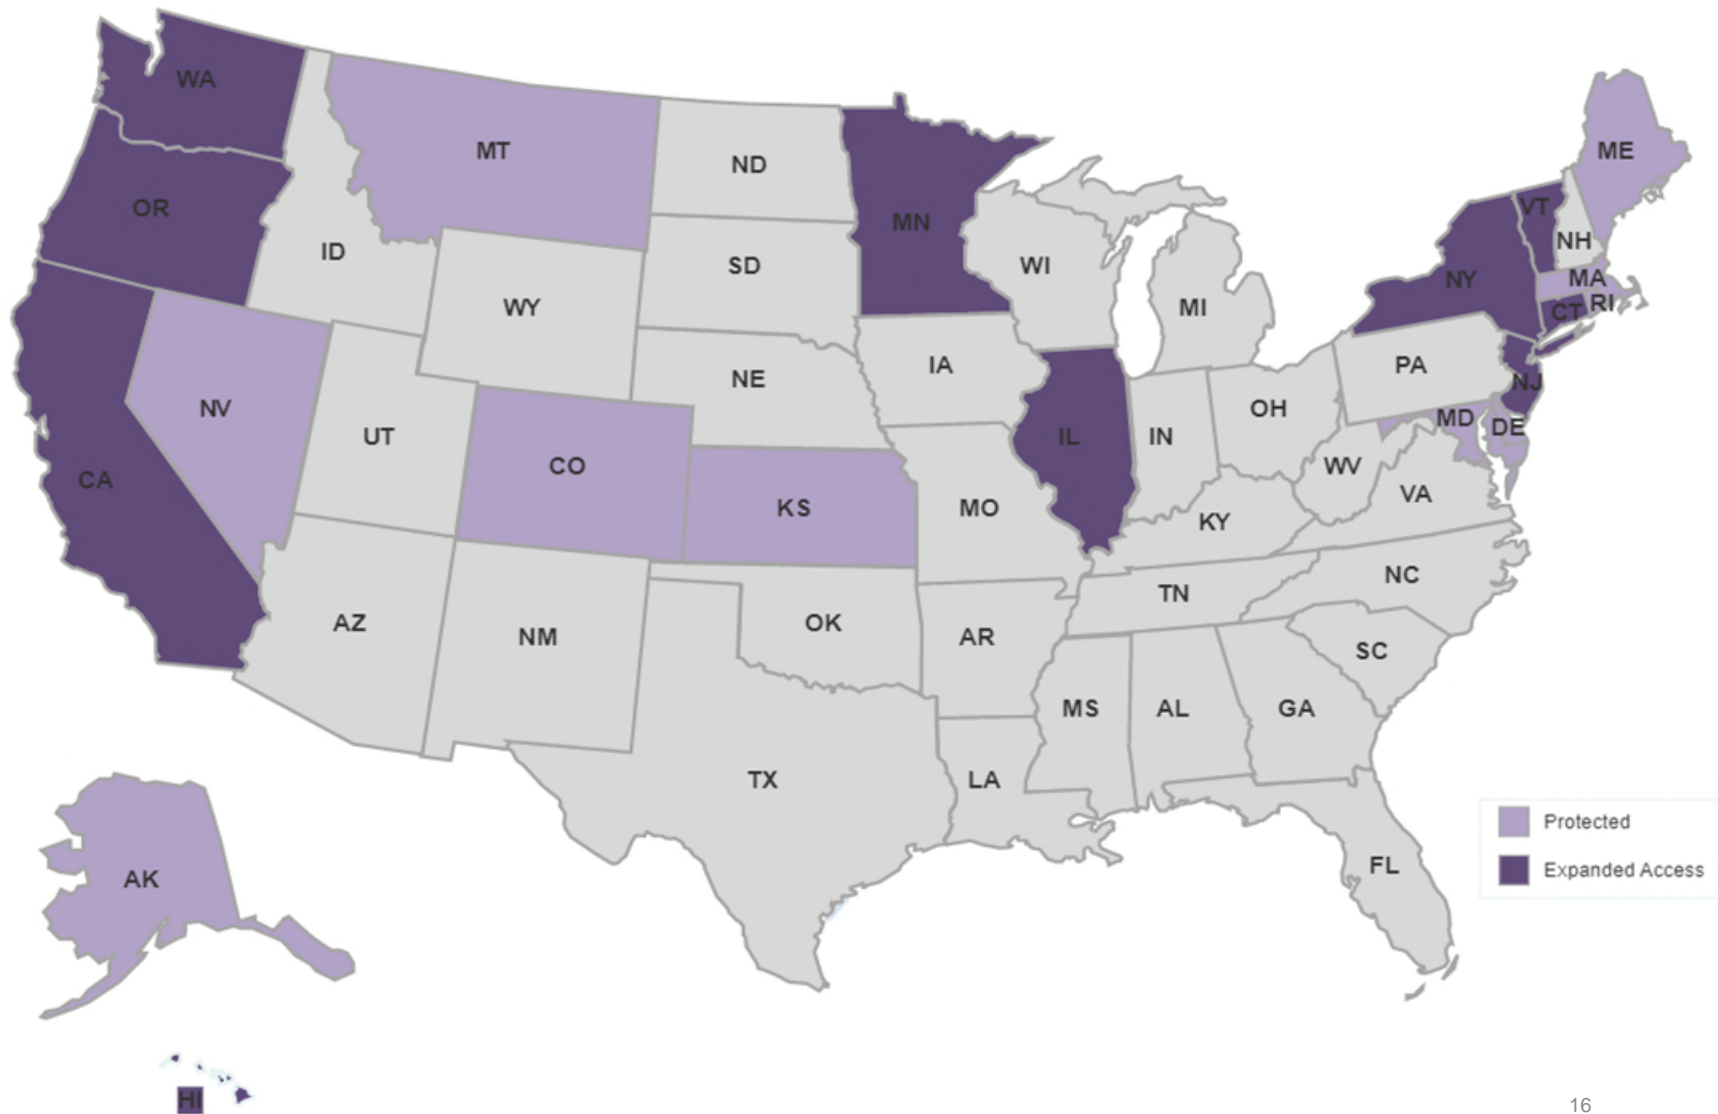 WA
MT
ND
ME
OR
MN
VT
ID
SD
WI
NH
NY
MA
WY
MI
CT
RI
IA
PA
NE
NJ
NV
UT
OH
MD
DE
CO
IL
IN
WV
CA
KS
MO
KY
VA
AZ
NM
OK
AR
TN
NC
SC
MS
AL
GA
TX
LA
FL
Protected
Expanded Access
AK
HI
16